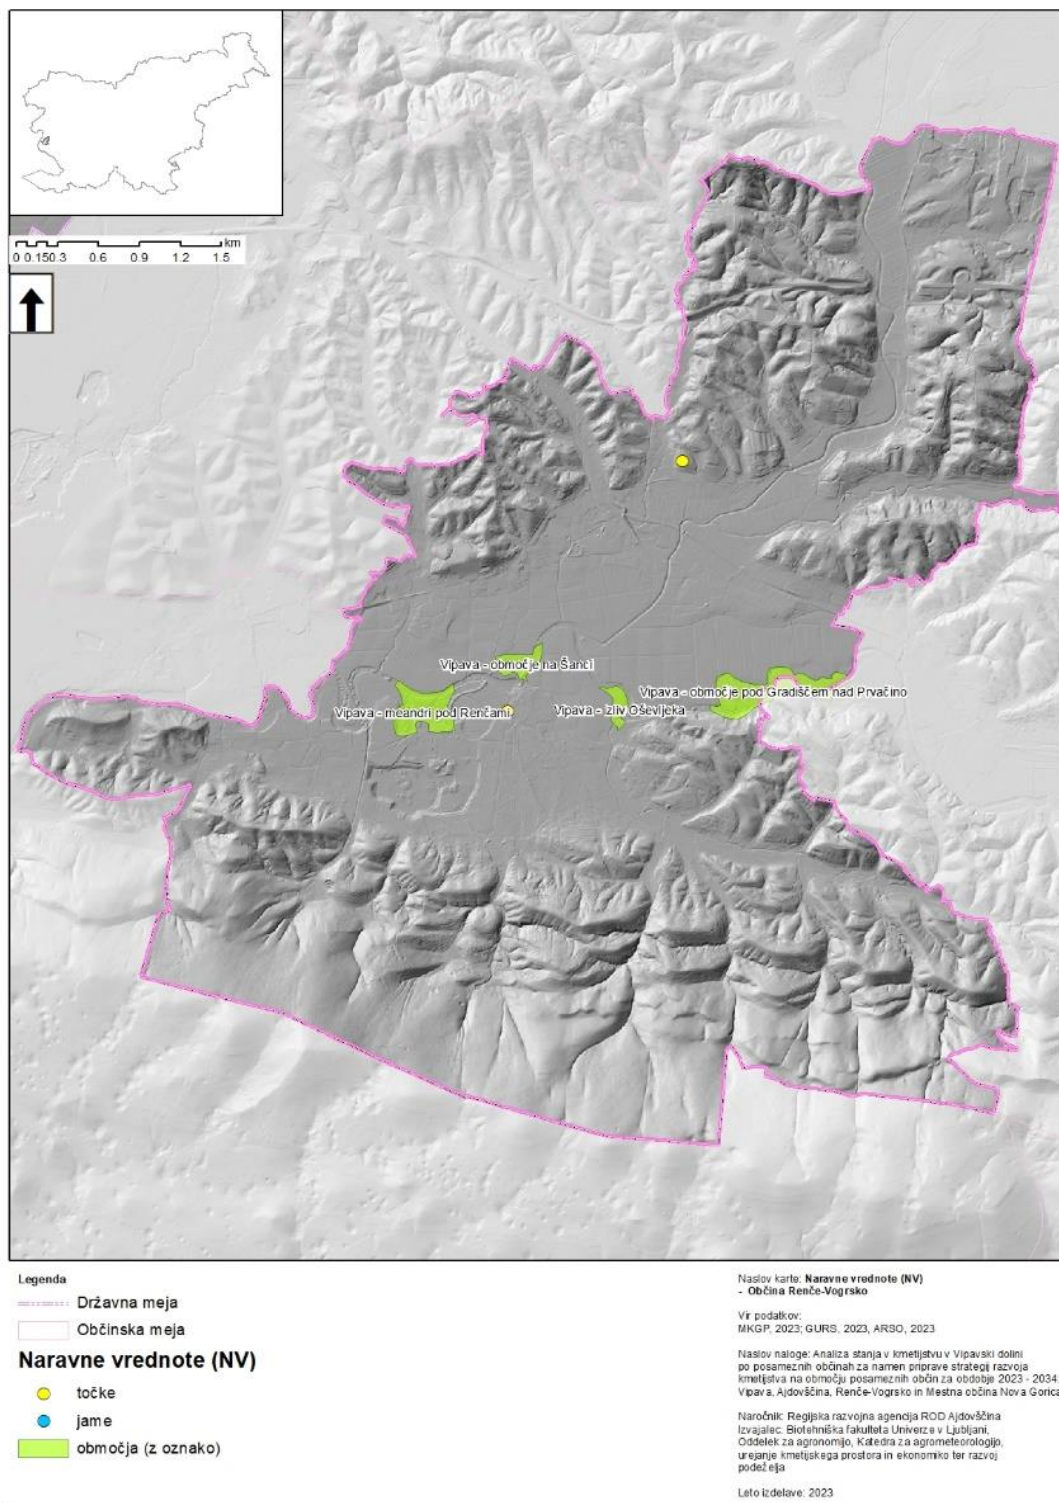 km
0 0.150.3 0.6 0.9 1.2 1.5
Vipava - območje na Šanci
Vipava - območje pod Gradiščem nad Prvačino
Vipava - meandri pod Renčami
Vipava - izliv Oševljeka
Legenda
Državna meja
Občinska meja
Naravne vrednote (NV)
točke
jame
območja (z oznako)
Naslov karte: Naravne vrednote (NV)
- Občina Renče-Vogrsko
Vir podatkov:
MKGP, 2023; GURS, 2023, ARSO, 2023
Naslov naloge: Analiza stanja v kmetijstvu v Vipavski dolini
po posameznih občinah za namen priprave strategij razvoja
kmetijstva na območju posameznih občin za obdobje 2023 - 2034:
Vipava, Ajdovščina, Renče-Vogrsko in Mestna občina Nova Gorica
Naročnik: Regijska razvojna agencija ROD Ajdovščina
Izvajalec: Biotehniška fakulteta Univerze v Ljubljani,
Oddelek za agronomijo, Katedra za agrometeorologijo,
urejanje kmetijskega prostora in ekonomiko ter razvoj
podeželja
Leto izdelave: 2023